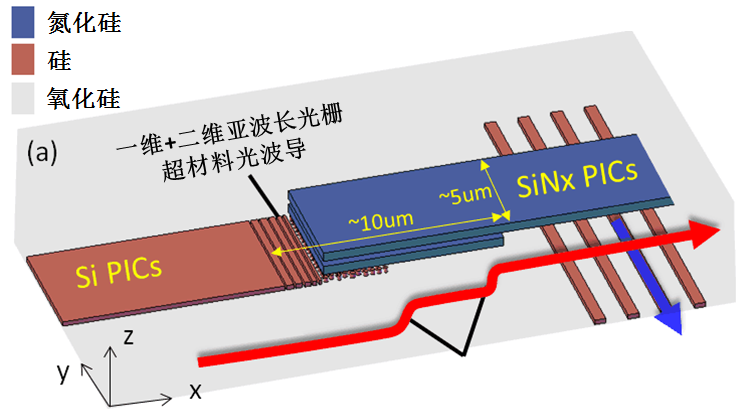 氮化硅
硅
氧化硅
(a)
一维+二维亚波长光栅
超材料光波导
SiNx PICs
~5um
~10um
Si PICs
z
y
x